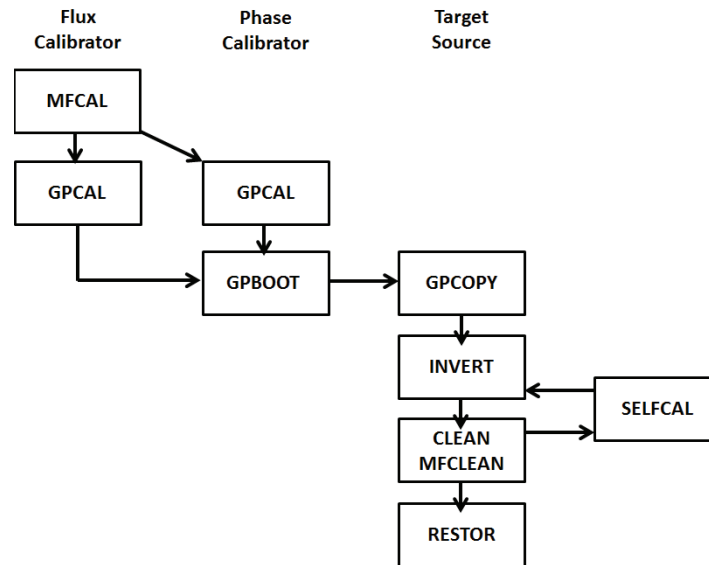 Flux
Calibrator
Phase
Calibrator
Target
Source
MFCAL
GPCAL
GPCAL
GPBOOT
GPCOPY
INVERT
SELFCAL
CLEAN
MFCLEAN
RESTOR